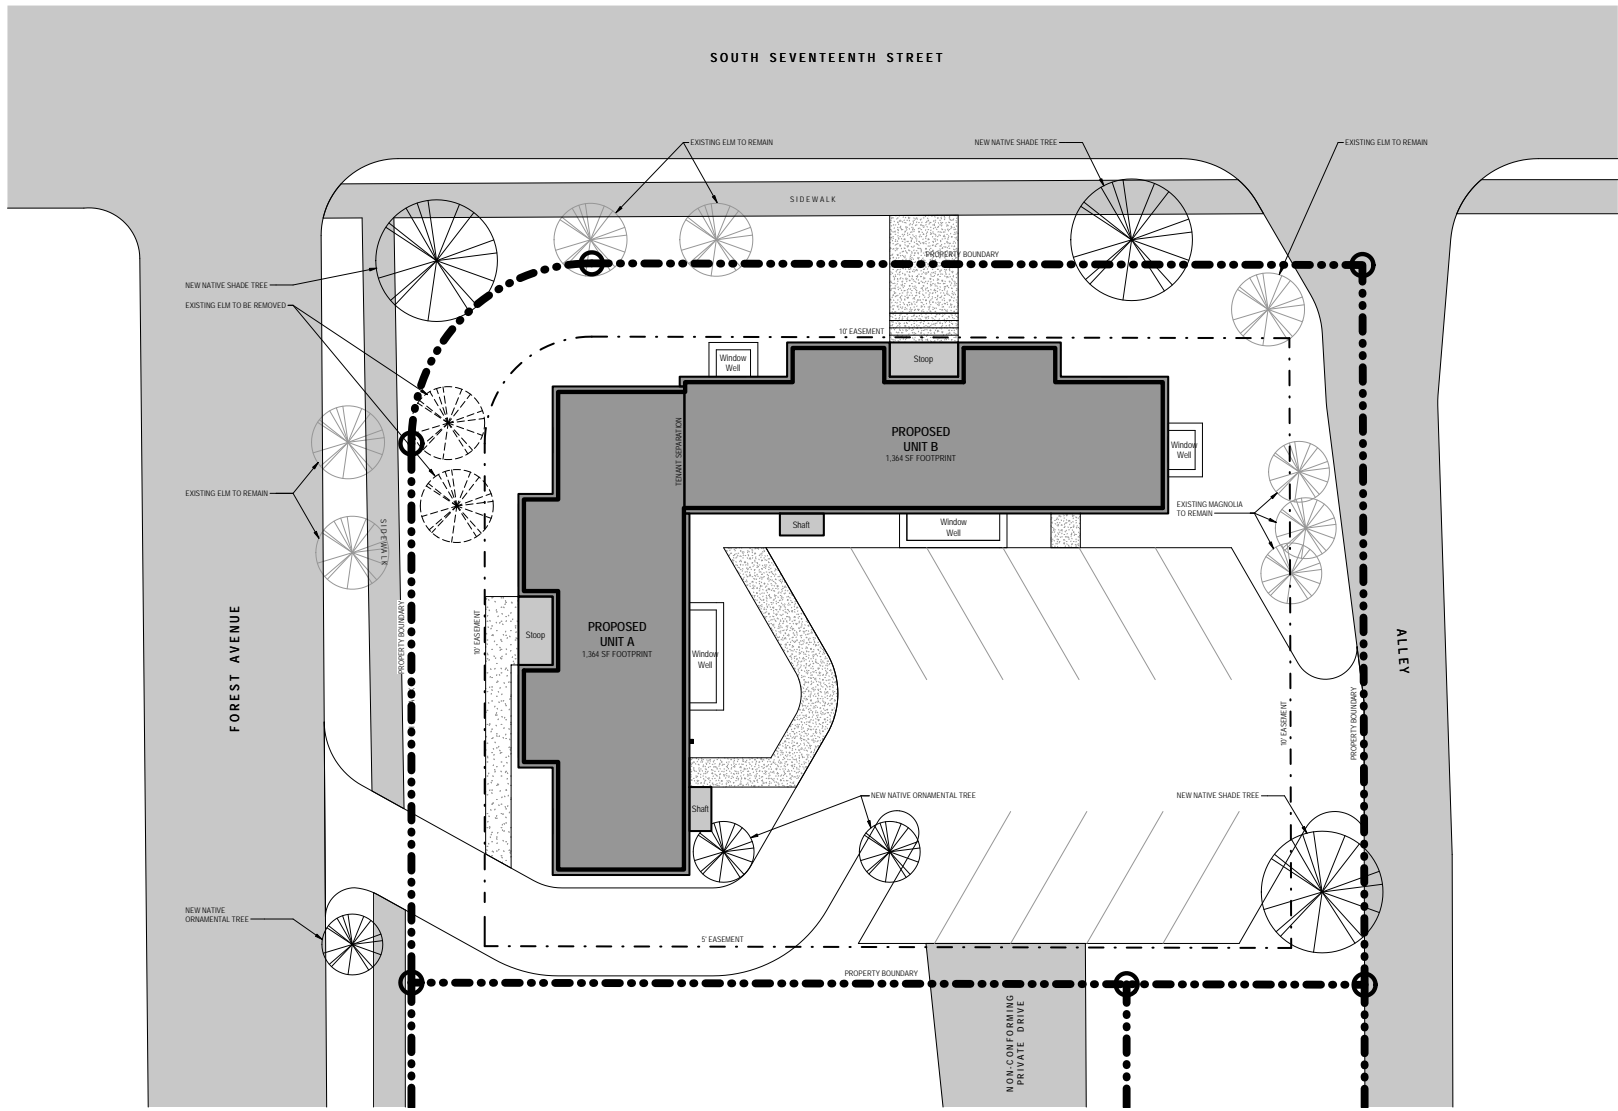 SOUTH SEVENTEENTH STREET
EXISTING ELM TO REMAIN
NEW NATIVE SHADE TREE
EXISTING ELM TO REMAIN
SIDEWALK
PROPERTY BOUNDARY
NEW NATIVE SHADE TREE
EXISTING ELM TO BE REMOVED
10' EASEMENT
Stoop
Window
Well
TENANT SEPARATION
PROPOSED
UNIT B
1,364 SF FOOTPRINT
Window
Well
EXISTING ELM TO REMAIN
SIDEWALK
EXISTING MAGNOLIA
TO REMAIN
Shaft
Window
Well
FOREST AVENUE
PROPERTY BOUNDARY
10' EASEMENT
Stoop
PROPOSED
UNIT A
1,364 SF FOOTPRINT
Window
Well
ALLEY
10' EASEMENT
PROPERTY BOUNDARY
Shaft
NEW NATIVE ORNAMENTAL TREE
NEW NATIVE SHADE TREE
NEW NATIVE
ORNAMENTAL TREE
5' EASEMENT
PROPERTY BOUNDARY
NON-CONFORMING
PRIVATE DRIVE